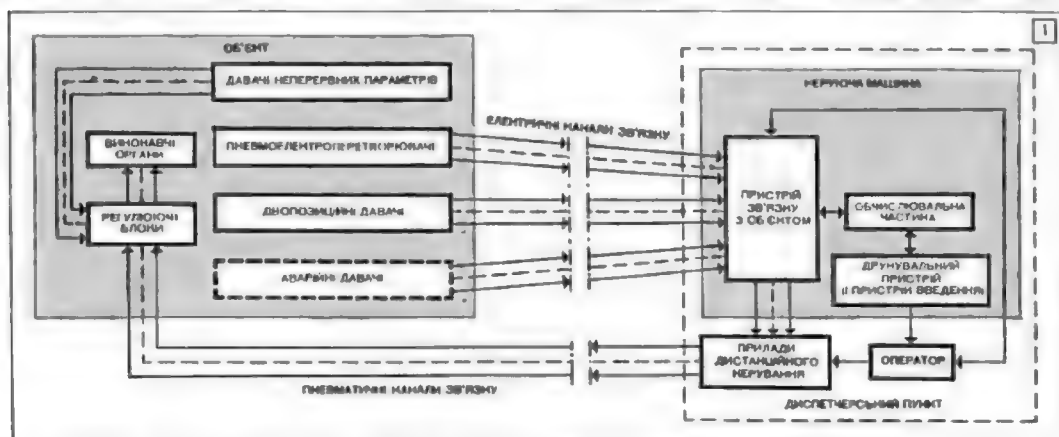 1
ОБ'ЄКТ
ДАВАЧІ НЕПЕРЕРВНИХ ПАРАМЕТРІВ
ВИКОНАВЧІ
ОРГАНИ
ПНЕВМОЕЛЕКТРОПЕРЕТВОРЮВАЧІ
РЕГУЛЮЮЧІ
БЛОКИ
ДВОПОЗИЦІЙНІ ДАВАЧІ
АВАРІЙНІ ДАВАЧІ
ЕЛЕКТРИЧНІ КАНАЛИ ЗВ'ЯЗКУ
ПНЕВМАТИЧНІ КАНАЛИ ЗВ'ЯЗКУ
КЕРУЮЧА МАШИНА
ПРИСТРІЙ
ЗВ'ЯЗКУ
З ОБ'ЄКТОМ
ОБЧИСЛЮВАЛЬНА
ЧАСТИНА
ДРУКУВАЛЬНИЙ
ПРИСТРІЙ
(І ПРИСТРІЙ ВВЕДЕННЯ)
ПРИЛАДИ
ДИСТАНЦІЙНОГО
КЕРУВАННЯ
ОПЕРАТОР
ДИСПЕТЧЕРСЬКИЙ ПУНКТ